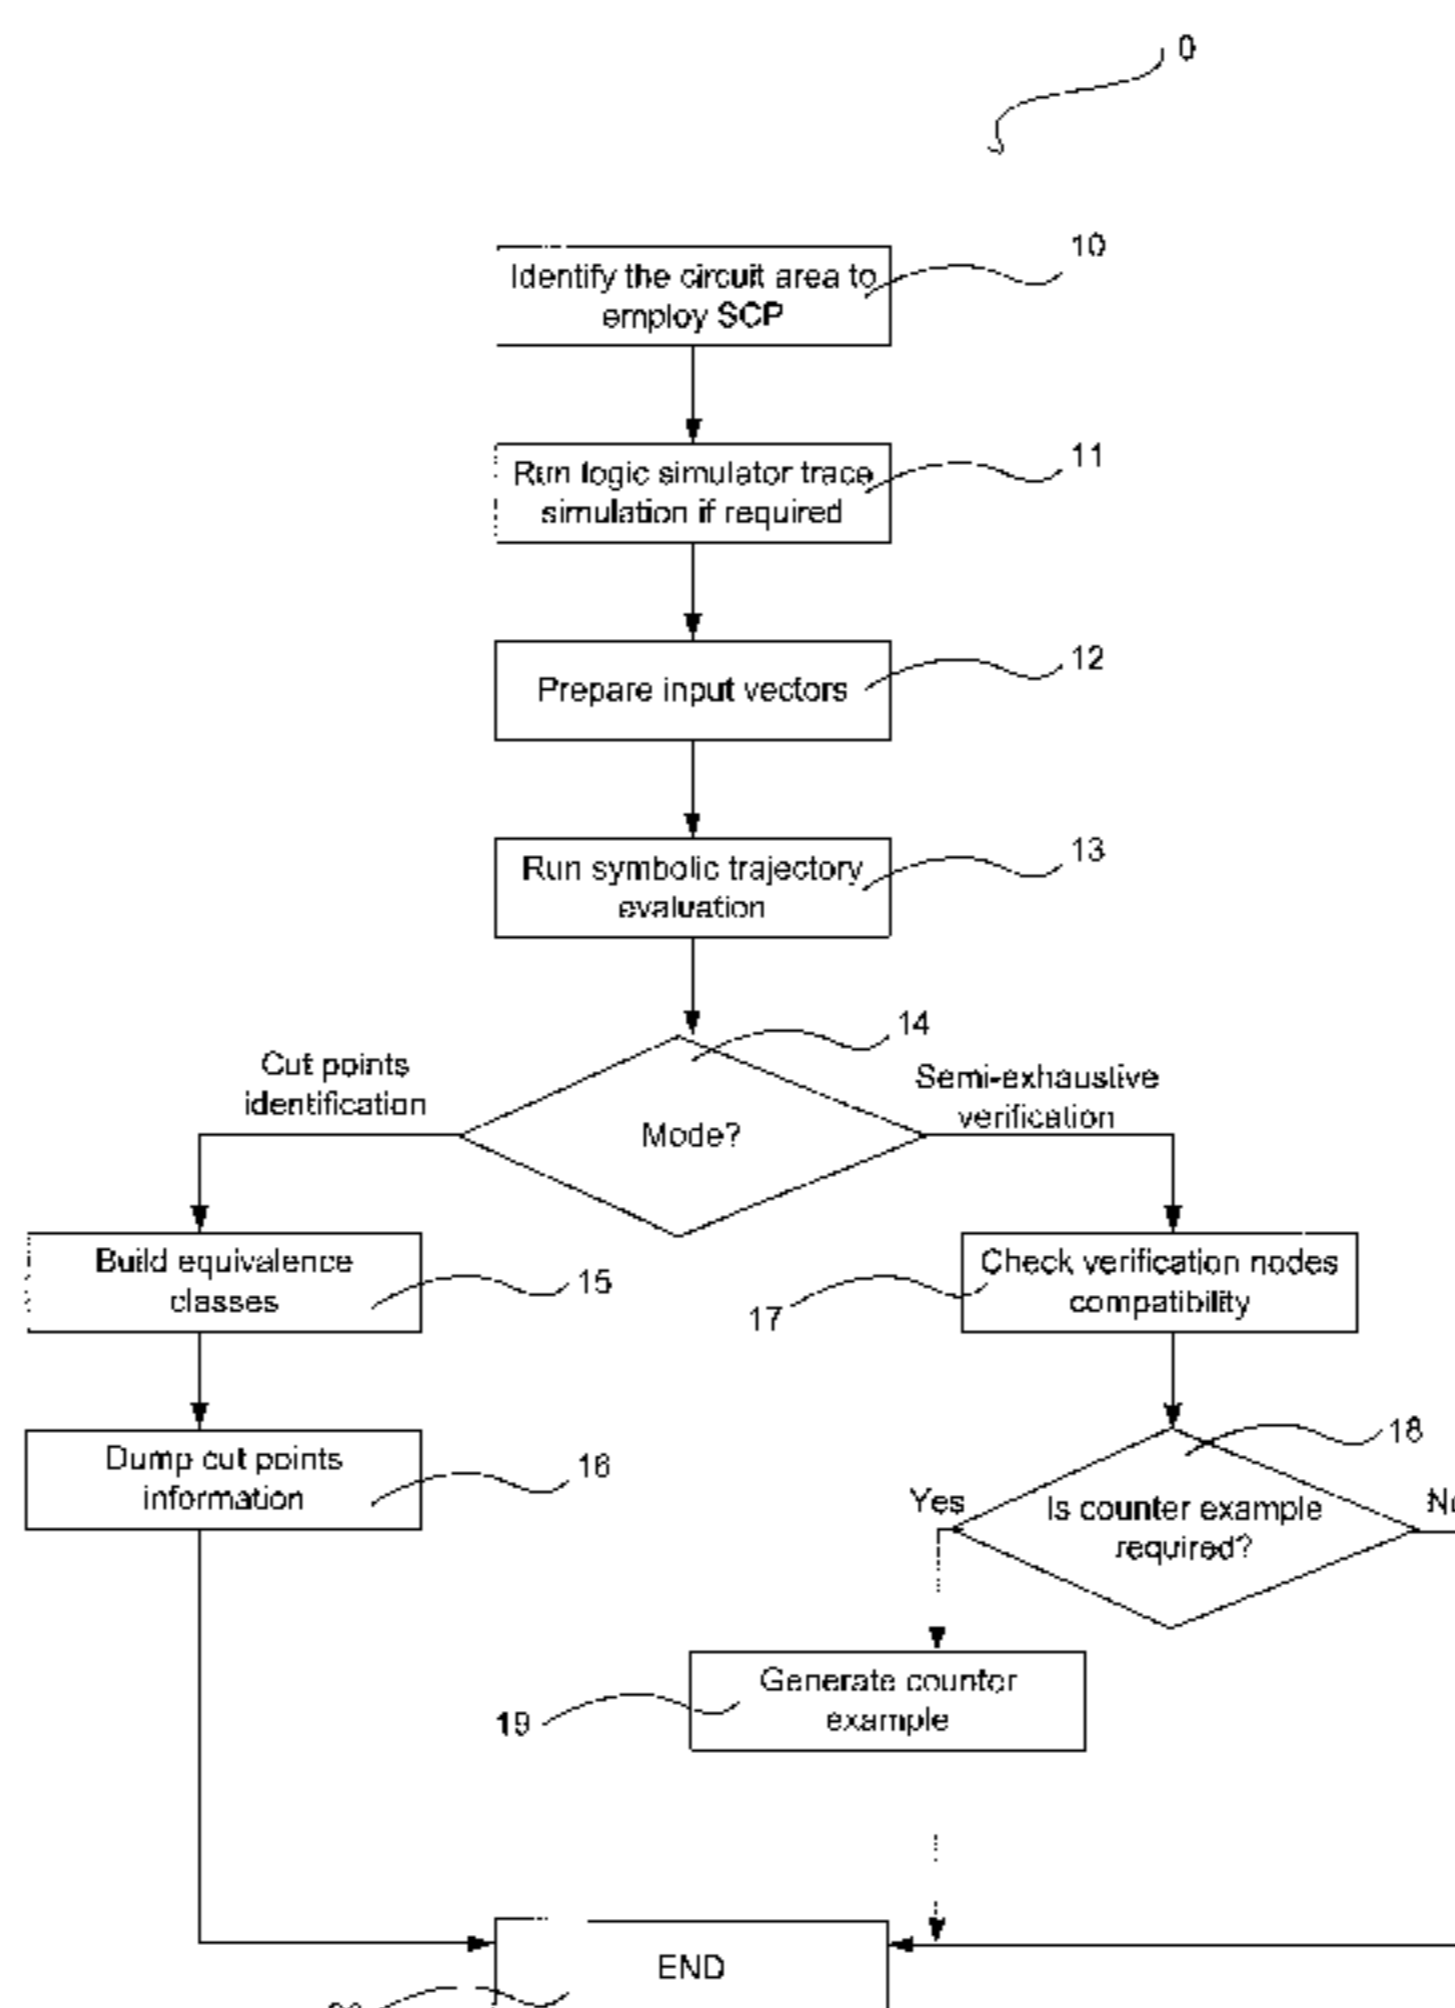 0
10
Identify the circuit area to
employ SCP
11
Run logic simulator trace
simulation if required
12
Prepare input vectors
13
Run symbolic trajectory
evaluation
14
Cut points
identification
Semi-exhaustive
verification
Mode?
Build equivalence
classes
15
Check verification nodes
compatibility
17
18
Dump cut points
information
16
Yes
Is counter example
required?
Generate counter
example
19
END